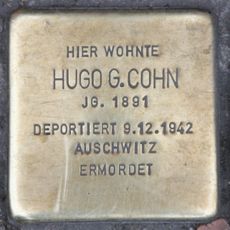 HIER WOHNTE
HUGO G. COHN
JG. 1891
DEPORTIERT 9.12.1942
AUSCHWITZ
ERMORDET